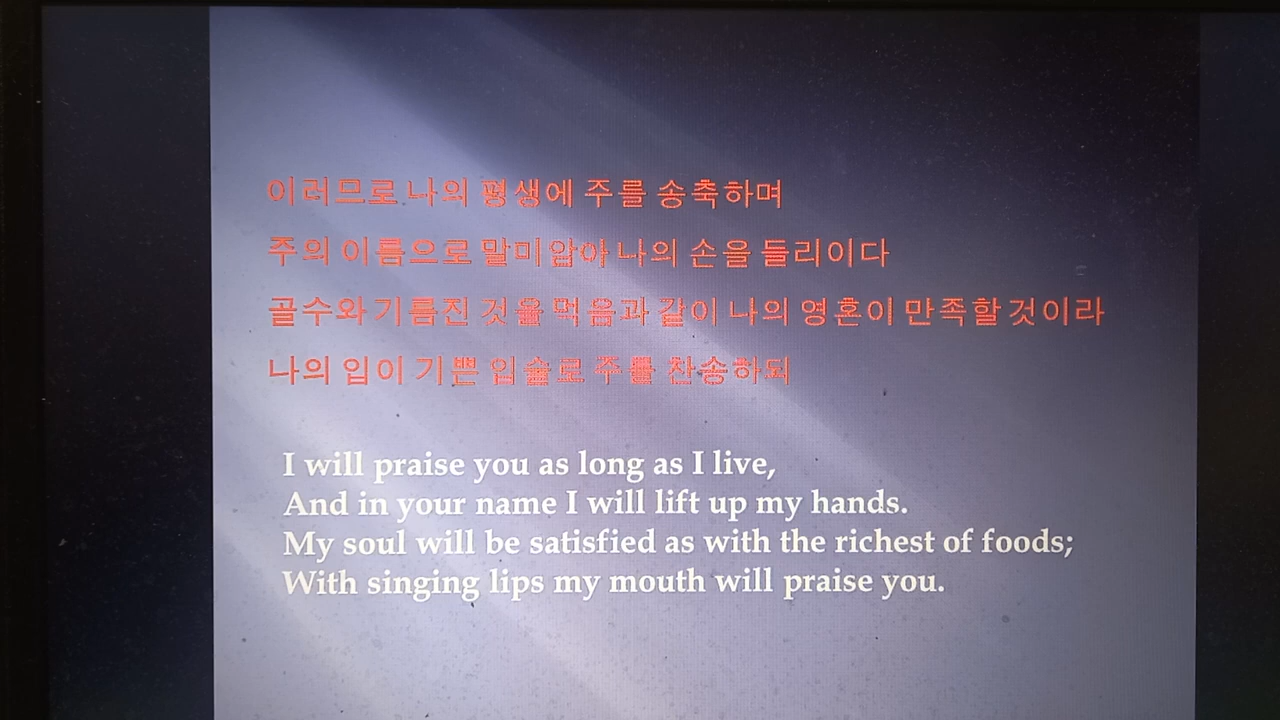 이러므로 나의 평생에 주를 송축하며
주의 이름으로 말미암아 나의 손을 들리이다
골수와 기름진 것을 먹음과 같이 나의 영혼이 만족할 것이라
나의 입이 기쁜 입술로 주를 찬송하되
I will praise you as long as I live,
And in your name I will lift up my hands.
My soul will be satisfied as with the richest of foods;
With singing lips my mouth will praise you.